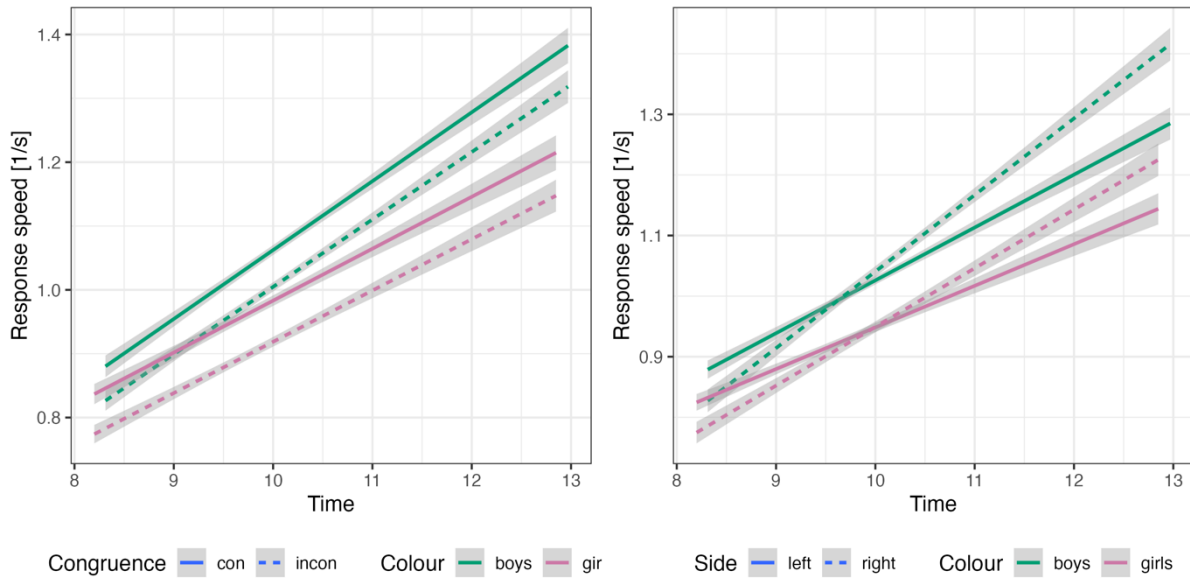 1.4
1.2
1.0
0.8
Response speed [1/s]
8 9 10 11 12 13
Time
Congruence con incon Colour boys gir
1.3
1.1
0.9
Response speed [1/s]
8 9 10 11 12 13
Time
Side left right Colour boys girls